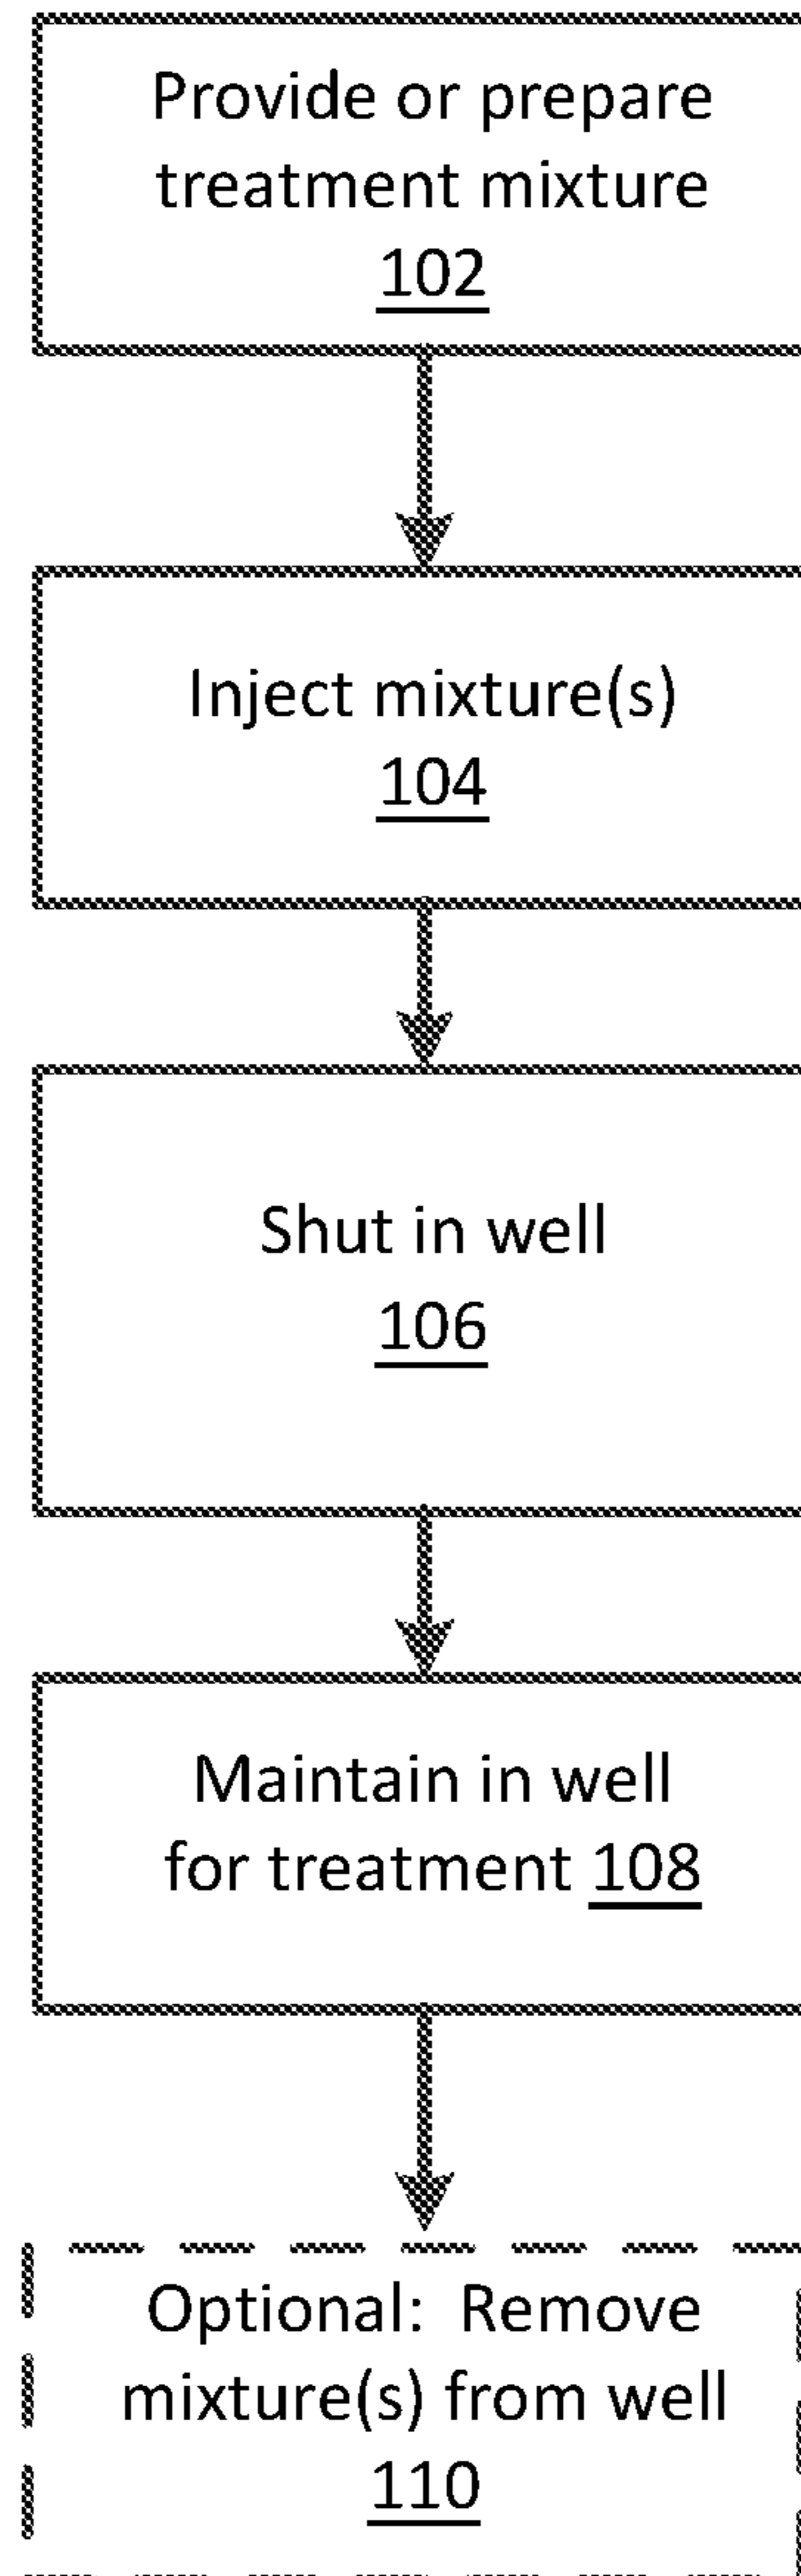 Provide or prepare
treatment mixture
102
Inject mixture(s)
104
Shut in well
106
Maintain in well
for treatment 108
Optional: Remove
mixture(s) from well
110